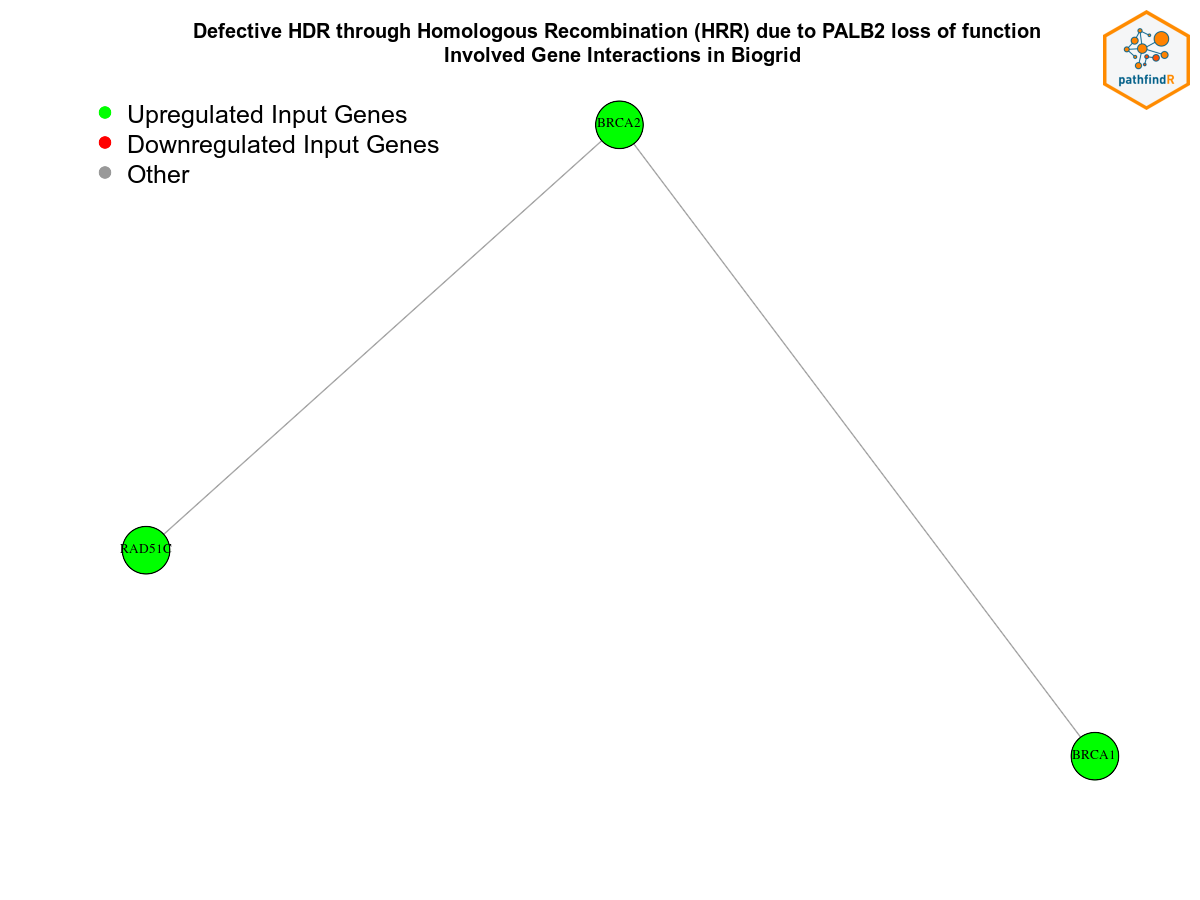 Defective HDR through Homologous Recombination (HRR) due to PALB2 loss of function
Involved Gene Interactions in Biogrid
pathfindR
Upregulated Input Genes
Downregulated Input Genes
Other
BRCA2
RAD51C
BRCA1